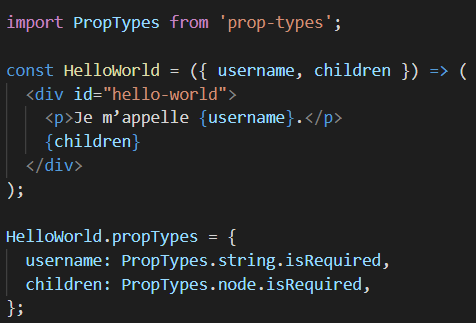 import PropTypes from 'prop-types';
const HelloWorld = ({ username, children }) => (
<div id="hello-world">
<p>Je m’appelle {username}.</p>
{children}
</div>
);
HelloWorld.propTypes = {
username: PropTypes.string.isRequired,
children: PropTypes.node.isRequired,
};